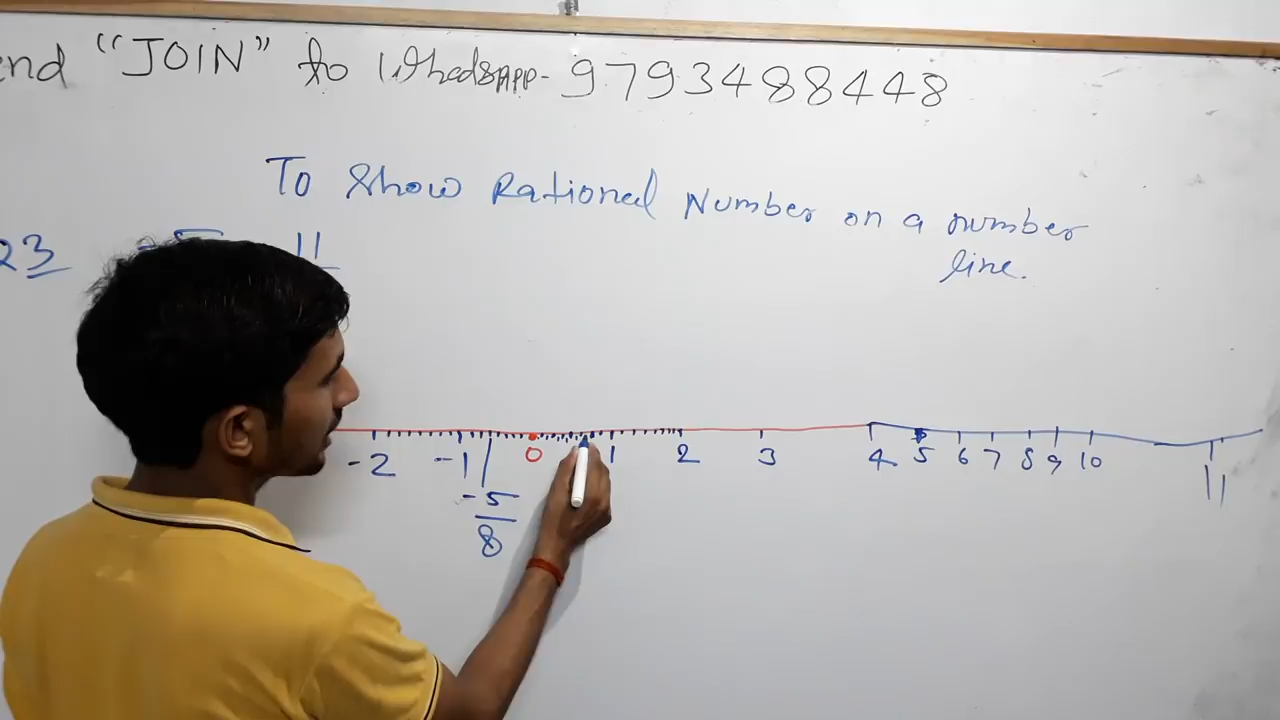 end "JOIN" to Whatsapp- 9793488448
To Show Rational Number on a number
line.
23 11
-2 -1 0 1 2 3 4 5 6 7 8 9 10 11
-5
8